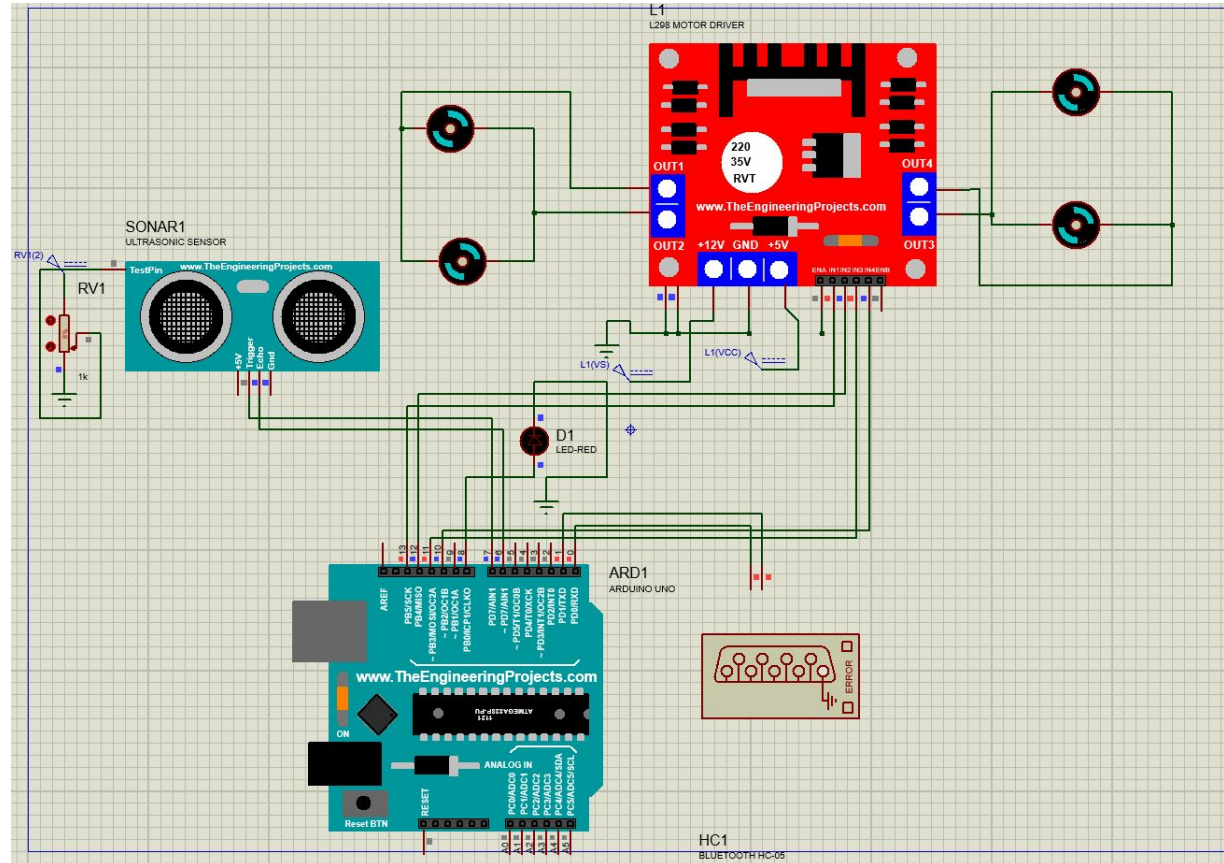 L1
L298 MOTOR DRIVER
220
35V
RVT
OUT1
OUT4
www.TheEngineeringProjects.com
OUT2
+12V GND +5V
OUT3
ENA IN1 IN2 IN3 IN4 ENB
SONAR1
ULTRASONIC SENSOR
RV1(2)
TestPin
www.TheEngineeringProjects.com
RV1
1k
+5V
Trigger
Echo
Gnd
L1(VS)
L1(VCC)
D1
LED-RED
13
12
11
10
9
8
7
6
5
4
3
2
1
0
ARD1
ARDUINO UNO
AREF
PB5/SCK
PB4/MISO
~ PB3/MOSI/OC2A
~ PB2/OC1B
~ PB1/OC1A
PB0/ICP1/CLKO
PD7/AIN1
~ PD7/AIN1
~ PD5/T1/OC0B
PD4/T0/XCK
~ PD3/INT1/OC2B
PD2/INT0
PD1/TXD
PD0/RXD
www.TheEngineeringProjects.com
ATMEGA328P-PU
1121
ON
ANALOG IN
PC0/ADC0
PC1/ADC1
PC2/ADC2
PC3/ADC3
PC4/ADC4/SDA
PC5/ADC5/SCL
RESET
Reset BTN
A0
A1
A2
A3
A4
A5
ERROR
HC1
BLUETOOTH HC-05